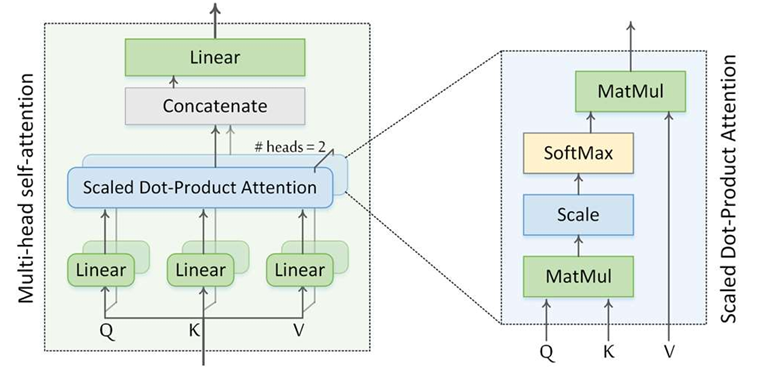 Multi-head self-attention
Linear
Concatenate
# heads = 2
Scaled Dot-Product Attention
Linear
Linear
Linear
Q
K
V
MatMul
SoftMax
Scale
MatMul
Q
K
V
Scaled Dot-Product Attention